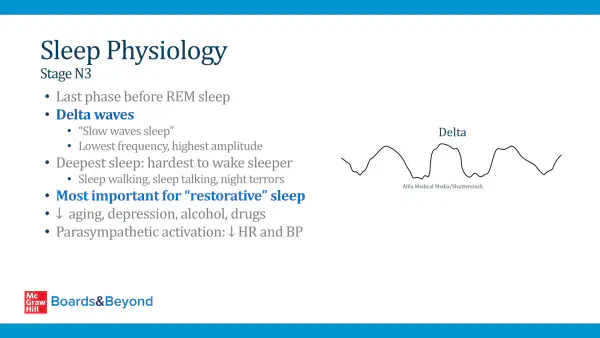 Sleep Physiology
Stage N3
• Last phase before REM sleep
• Delta waves
• “Slow waves sleep”
• Lowest frequency, highest amplitude
• Deepest sleep: hardest to wake sleeper
• Sleep walking, sleep talking, night terrors
• Most important for “restorative” sleep
• ↓ aging, depression, alcohol, drugs
• Parasympathetic activation: ↓ HR and BP
Delta
Alila Medical Media/Shutterstock
Mc
Graw
Hill
Boards&Beyond